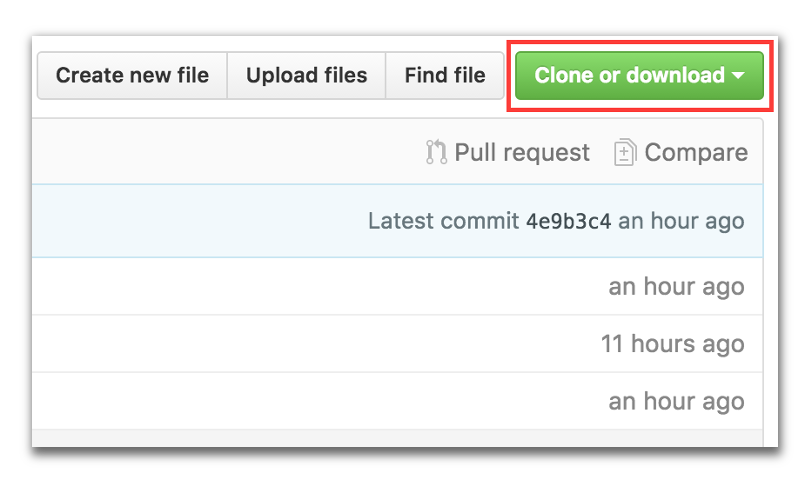 Create new file Upload files Find file Clone or download
Pull request Compare
Latest commit 4e9b3c4 an hour ago
an hour ago
11 hours ago
an hour ago